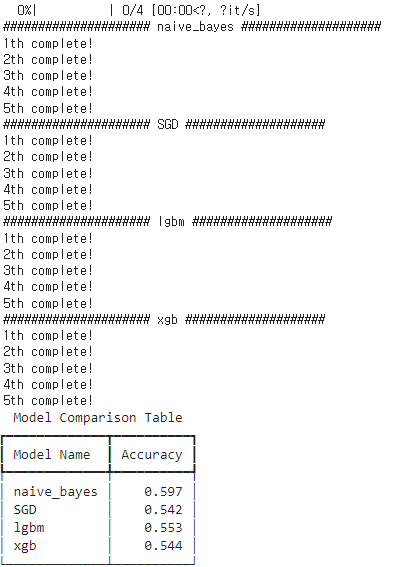 0%|          | 0/4 [00:00<?, ?it/s]
##################### naive_bayes ####################
1th complete!
2th complete!
3th complete!
4th complete!
5th complete!
##################### SGD ####################
1th complete!
2th complete!
3th complete!
4th complete!
5th complete!
##################### lgbm ####################
1th complete!
2th complete!
3th complete!
4th complete!
5th complete!
##################### xgb ####################
1th complete!
2th complete!
3th complete!
4th complete!
5th complete!
Model Comparison Table
Model Name Accuracy
naive_bayes 0.597
SGD 0.542
lgbm 0.553
xgb 0.544